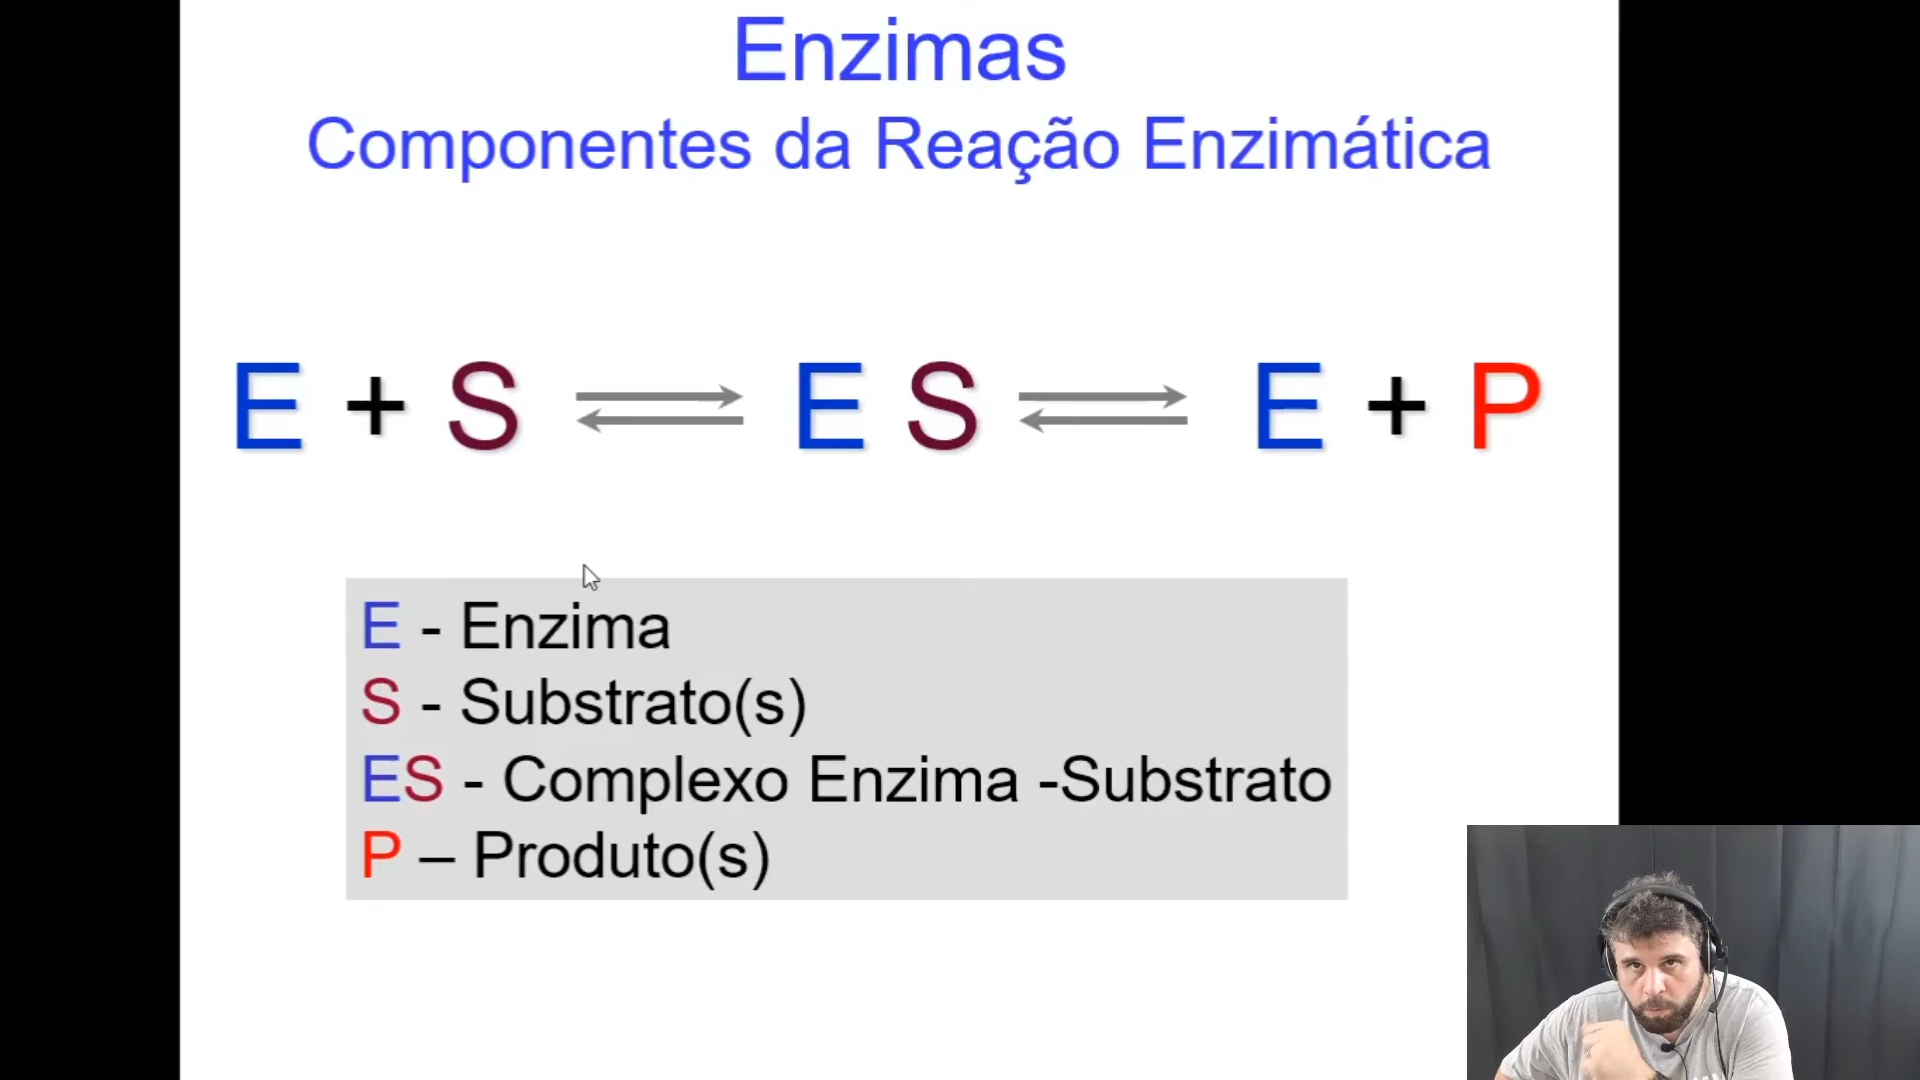 Enzimas
Componentes da Reação Enzimática
E + S ⇌ E S ⇌ E + P
E - Enzima
S - Substrato(s)
ES - Complexo Enzima -Substrato
P – Produto(s)